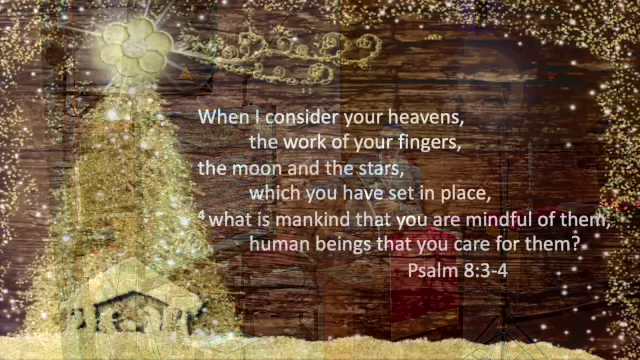 When I consider your heavens,
the work of your fingers,
the moon and the stars,
which you have set in place,
4 what is mankind that you are mindful of them,
human beings that you care for them?
Psalm 8:3-4